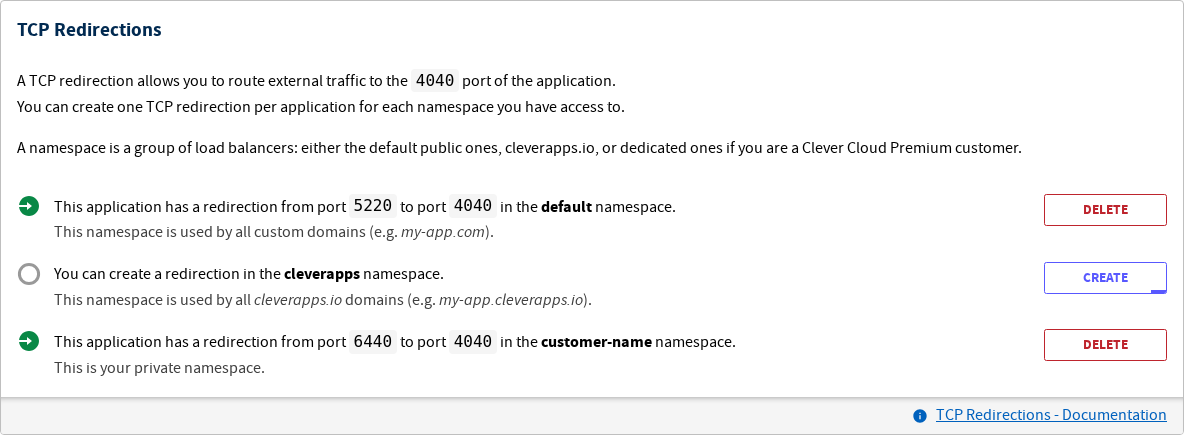 TCP Redirections
A TCP redirection allows you to route external traffic to the 4040 port of the application.
You can create one TCP redirection per application for each namespace you have access to.
A namespace is a group of load balancers: either the default public ones, cleverapps.io, or dedicated ones if you are a Clever Cloud Premium customer.
This application has a redirection from port 5220 to port 4040 in the default namespace.
DELETE
This namespace is used by all custom domains (e.g. my-app.com).
You can create a redirection in the cleverapps namespace.
CREATE
This namespace is used by all cleverapps.io domains (e.g. my-app.cleverapps.io).
This application has a redirection from port 6440 to port 4040 in the customer-name namespace.
DELETE
This is your private namespace.
TCP Redirections - Documentation